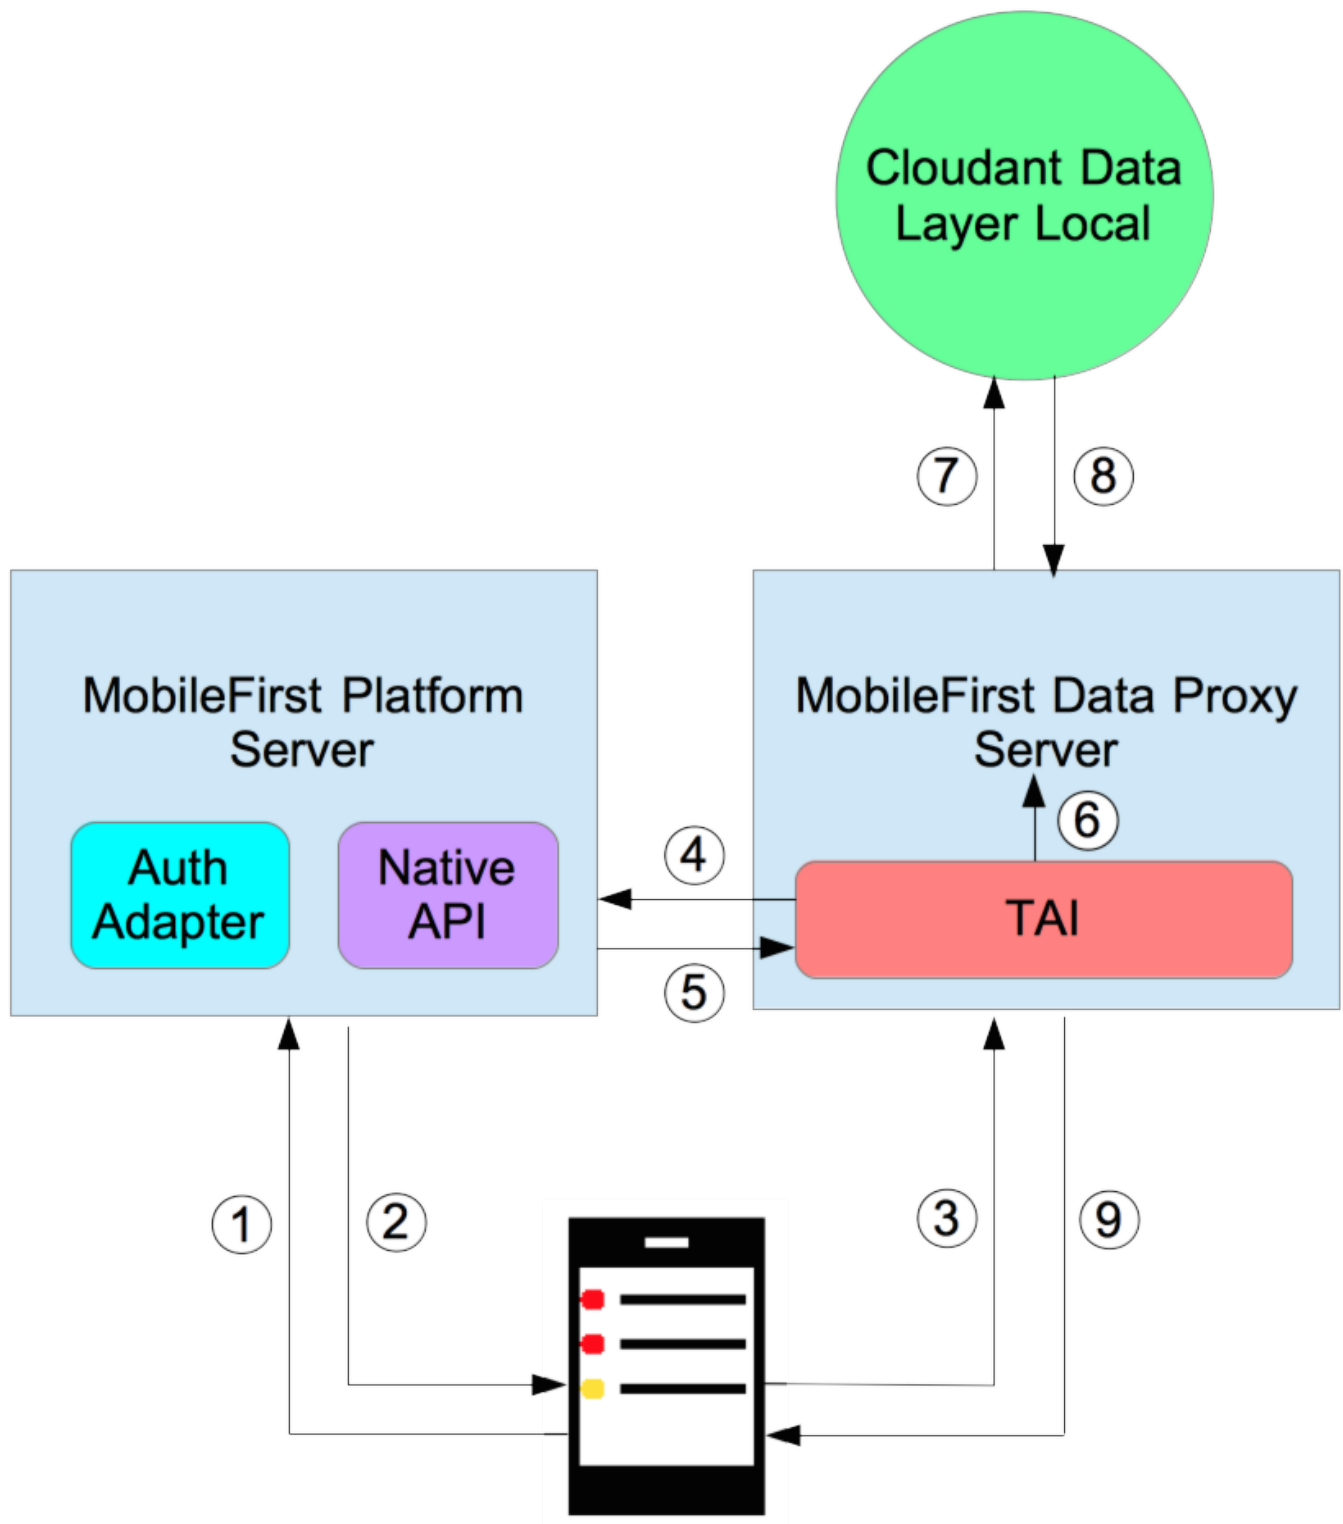 Cloudant Data
Layer Local
7
8
MobileFirst Platform
Server
MobileFirst Data Proxy
Server
6
Auth
Adapter
Native
API
4
TAI
5
1
2
3
9